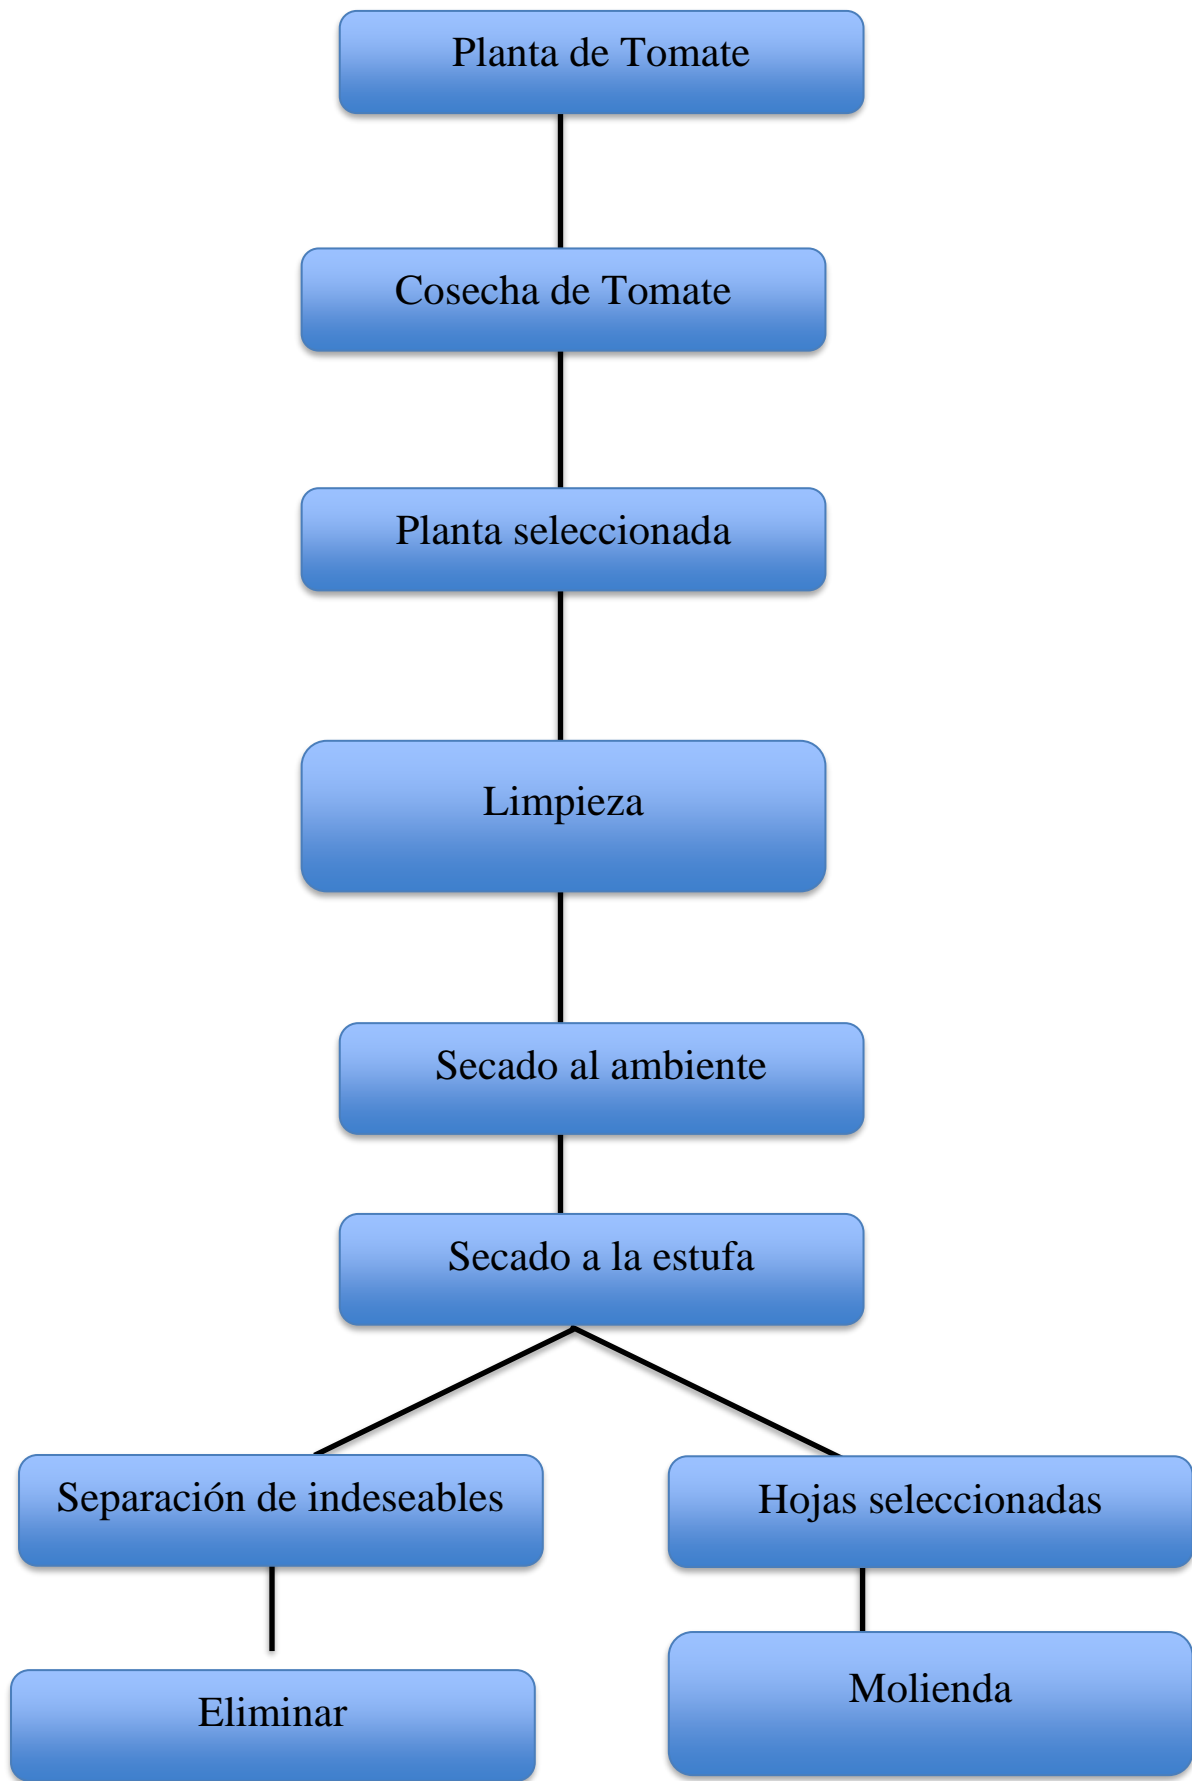 Planta de Tomate
Cosecha de Tomate
Planta seleccionada
Limpieza
Secado al ambiente
Secado a la estufa
Separación de indeseables
Hojas seleccionadas
Eliminar
Molienda